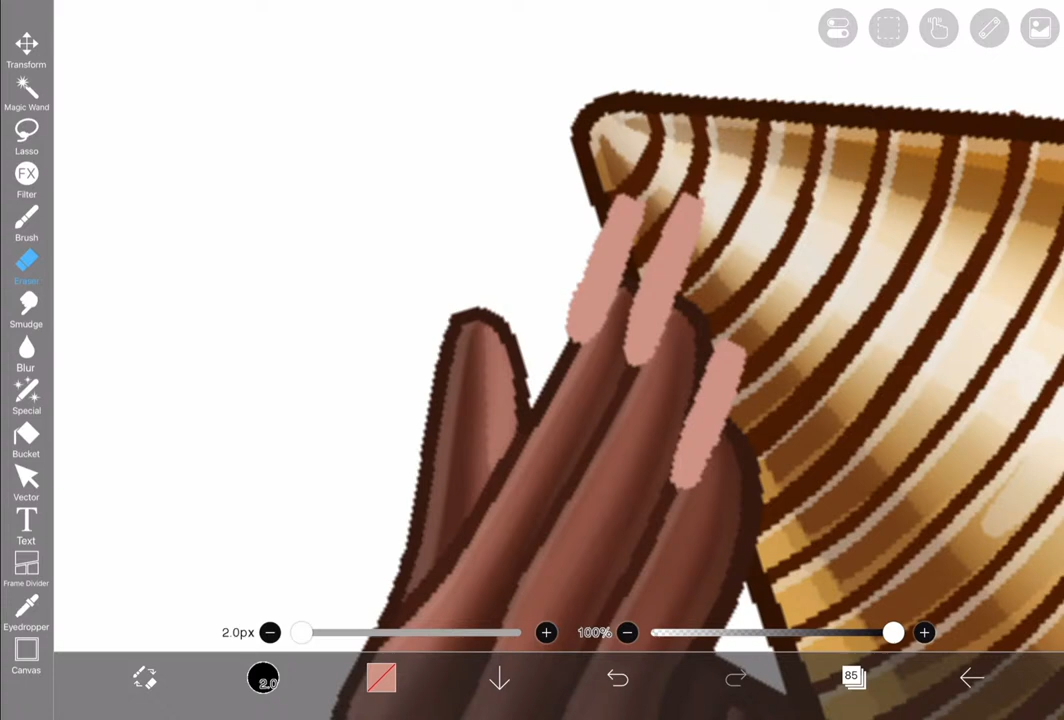 Transform
Magic Wand
Lasso
FX
Filter
Brush
Eraser
Smudge
Blur
Special
Bucket
Vector
T
Text
Frame Divider
Eyedropper
Canvas
2.0px
100%
2.0
85